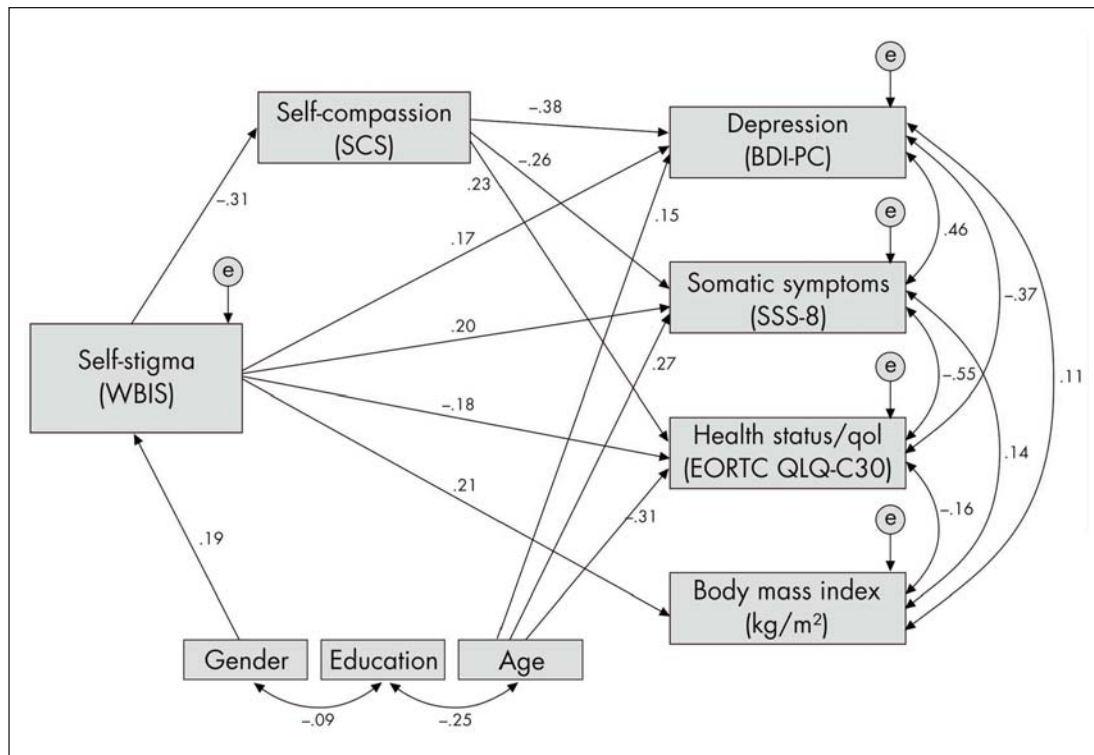 e
Self-compassion
(SCS)
–.38
Depression
(BDI-PC)
–.26
.23
–.31
.15
e
.17
.46
e
Somatic symptoms
(SSS-8)
–.37
.20
Self-stigma
(WBIS)
.27
e
–.55
.11
–.18
Health status/qol
(EORTC QLQ-C30)
.14
.21
–.31
–.16
e
.19
Body mass index
(kg/m²)
Gender
Education
Age
–.09
–.25